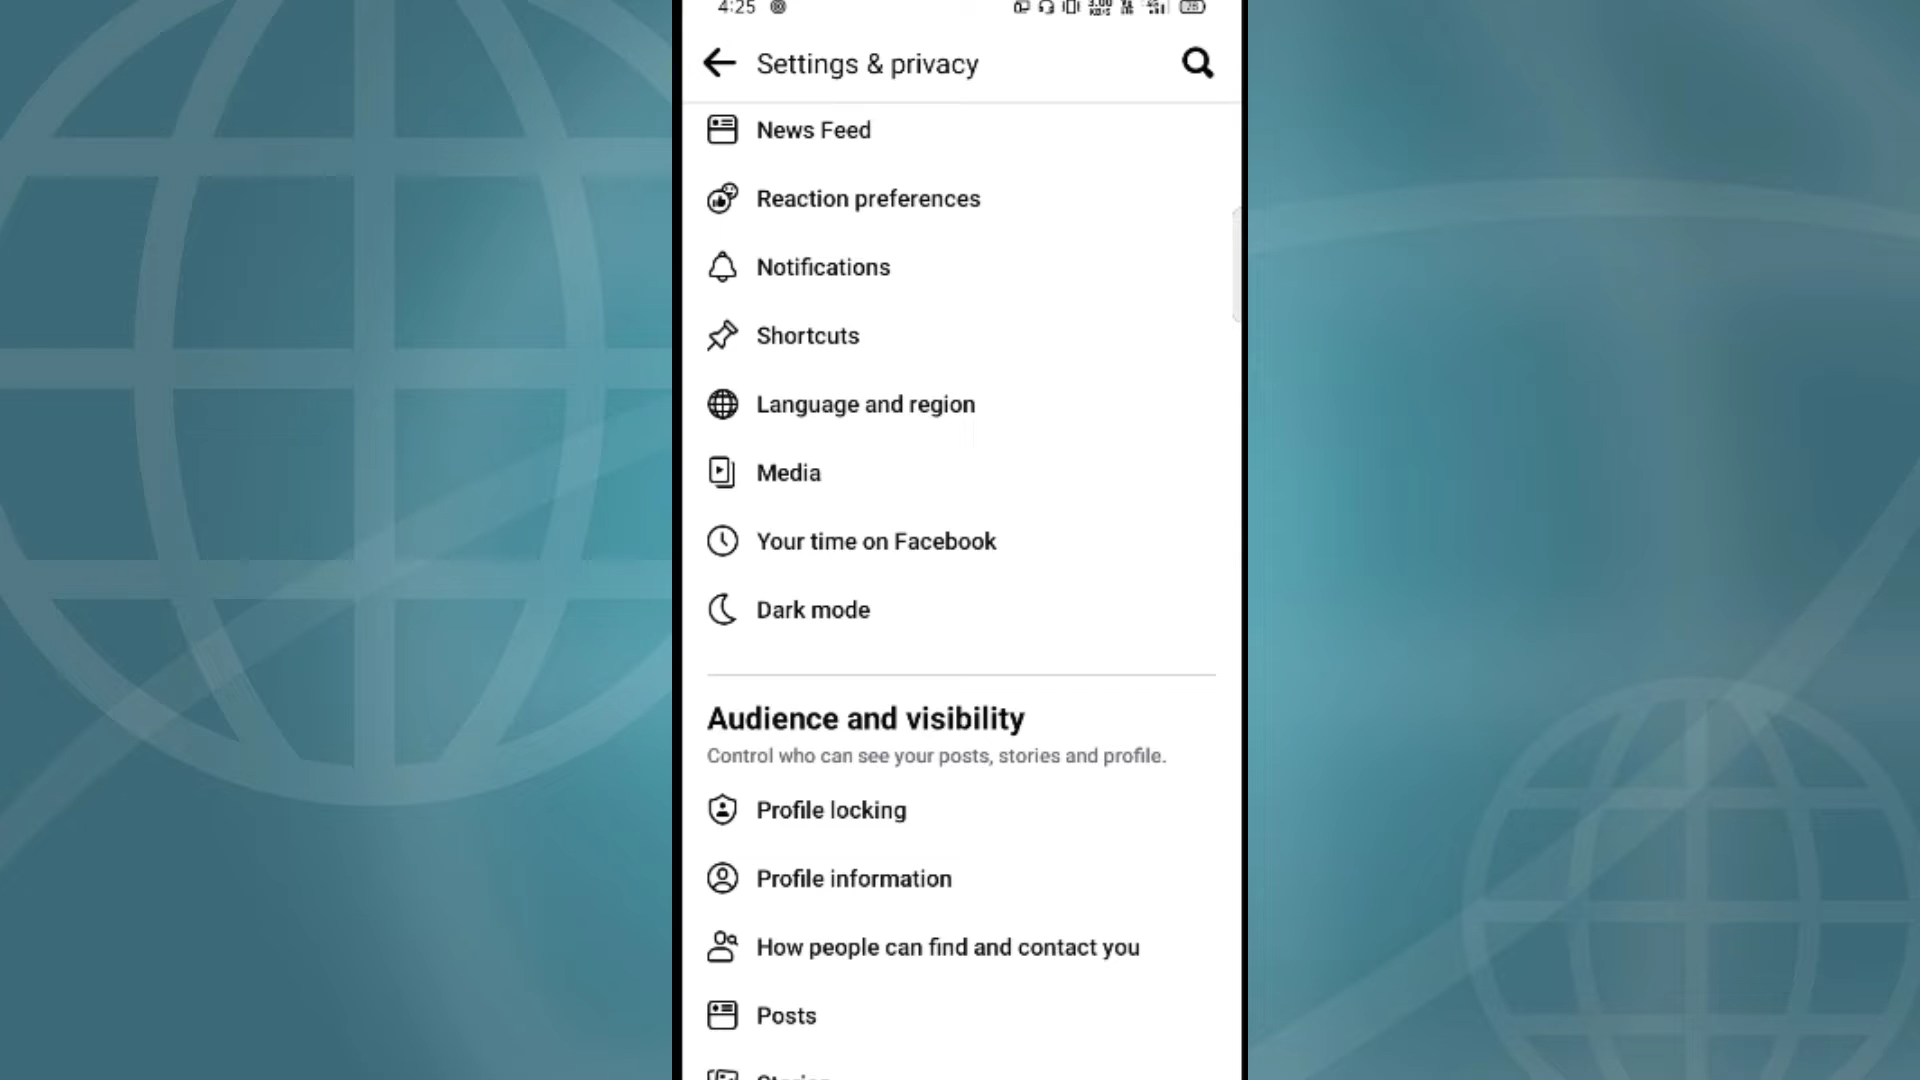 4:25
Settings & privacy
News Feed
Reaction preferences
Notifications
Shortcuts
Language and region
Media
Your time on Facebook
Dark mode
Audience and visibility
Control who can see your posts, stories and profile.
Profile locking
Profile information
How people can find and contact you
Posts